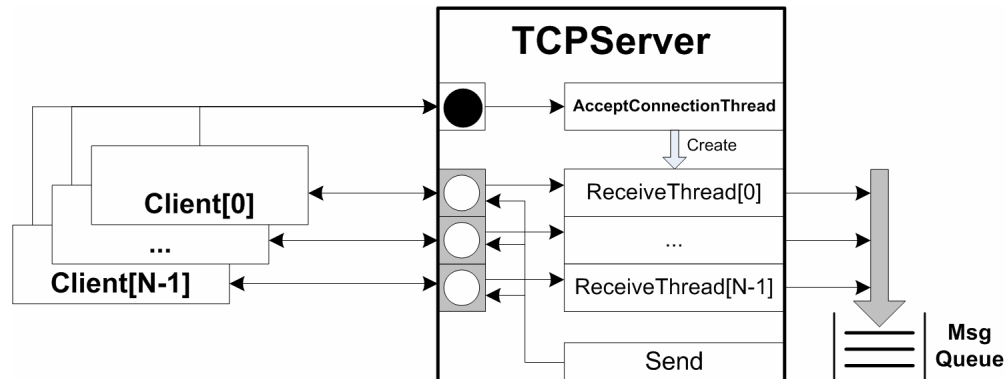 TCPServer
AcceptConnectionThread
Create
Client[0]
...
Client[N-1]
ReceiveThread[0]
...
ReceiveThread[N-1]
Send
Msg
Queue